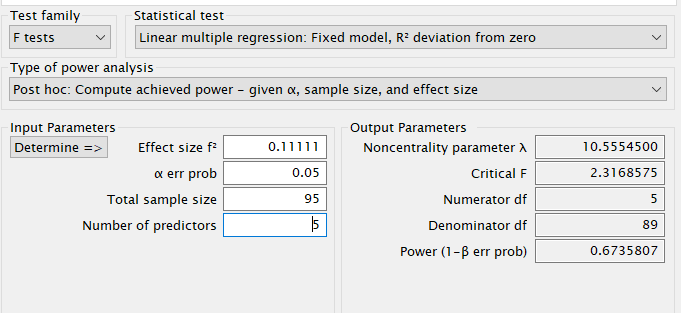 Test family Statistical test
F tests Linear multiple regression: Fixed model, R² deviation from zero
Type of power analysis
Post hoc: Compute achieved power – given α, sample size, and effect size
Input Parameters Output Parameters
Determine => Effect size f² 0.11111 Noncentrality parameter λ 10.5554500
α err prob 0.05 Critical F 2.3168575
Total sample size 95 Numerator df 5
Number of predictors 5 Denominator df 89
Power (1-β err prob) 0.6735807